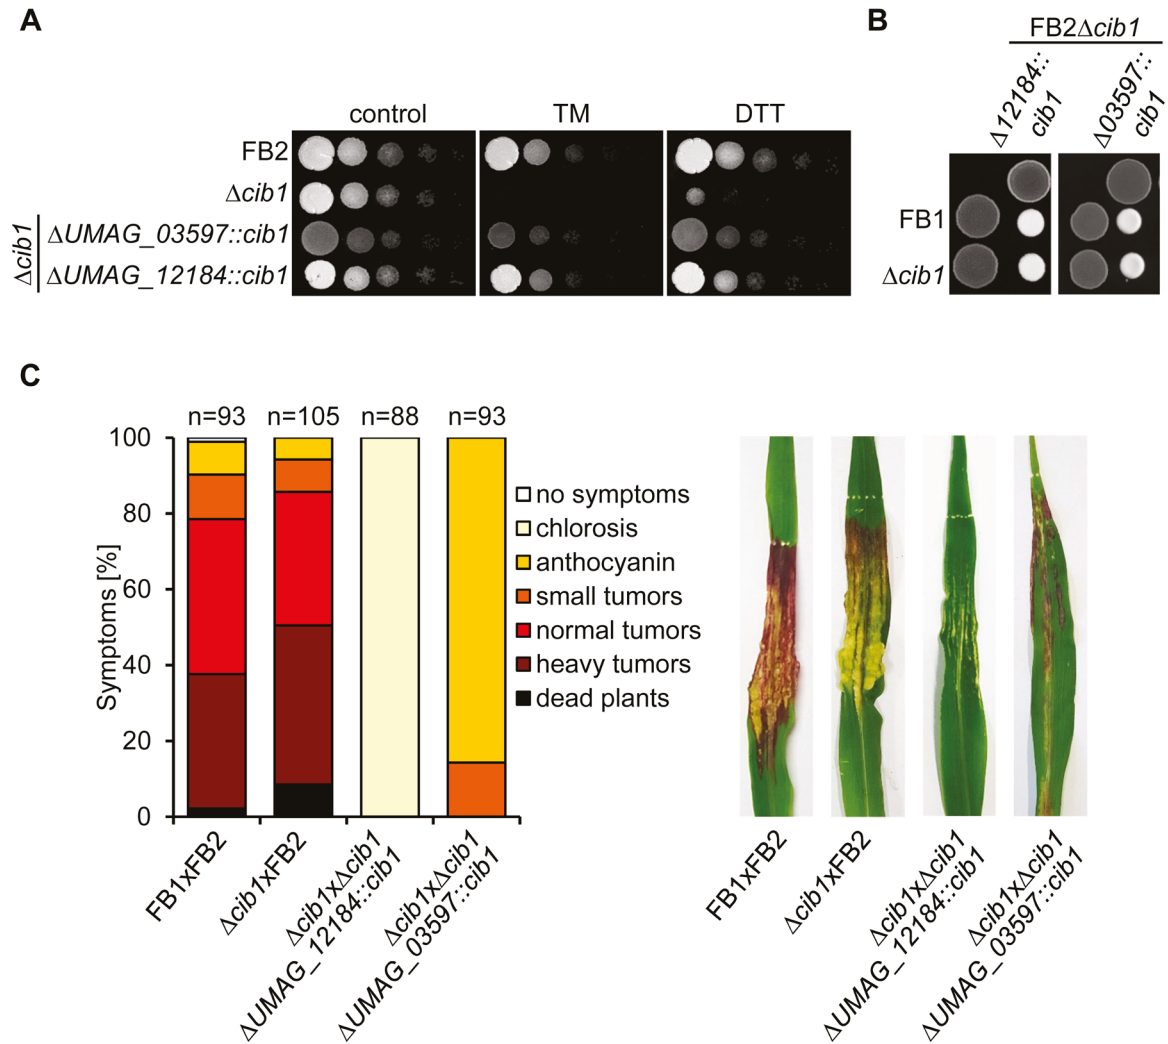 A
control
TM
DTT
FB2
Δcib1
Δcib1
ΔUMAG_03597::cib1
ΔUMAG_12184::cib1
B
FB2Δcib1
Δ12184::
cib1
Δ03597::
cib1
FB1
Δcib1
C
n=93
n=105
n=88
n=93
Symptoms [%]
100
80
60
40
20
0
no symptoms
chlorosis
anthocyanin
small tumors
normal tumors
heavy tumors
dead plants
FB1xFB2
Δcib1xFB2
Δcib1xΔcib1
ΔUMAG_12184::cib1
Δcib1xΔcib1
ΔUMAG_03597::cib1
FB1xFB2
Δcib1xFB2
Δcib1xΔcib1
ΔUMAG_12184::cib1
Δcib1xΔcib1
ΔUMAG_03597::cib1